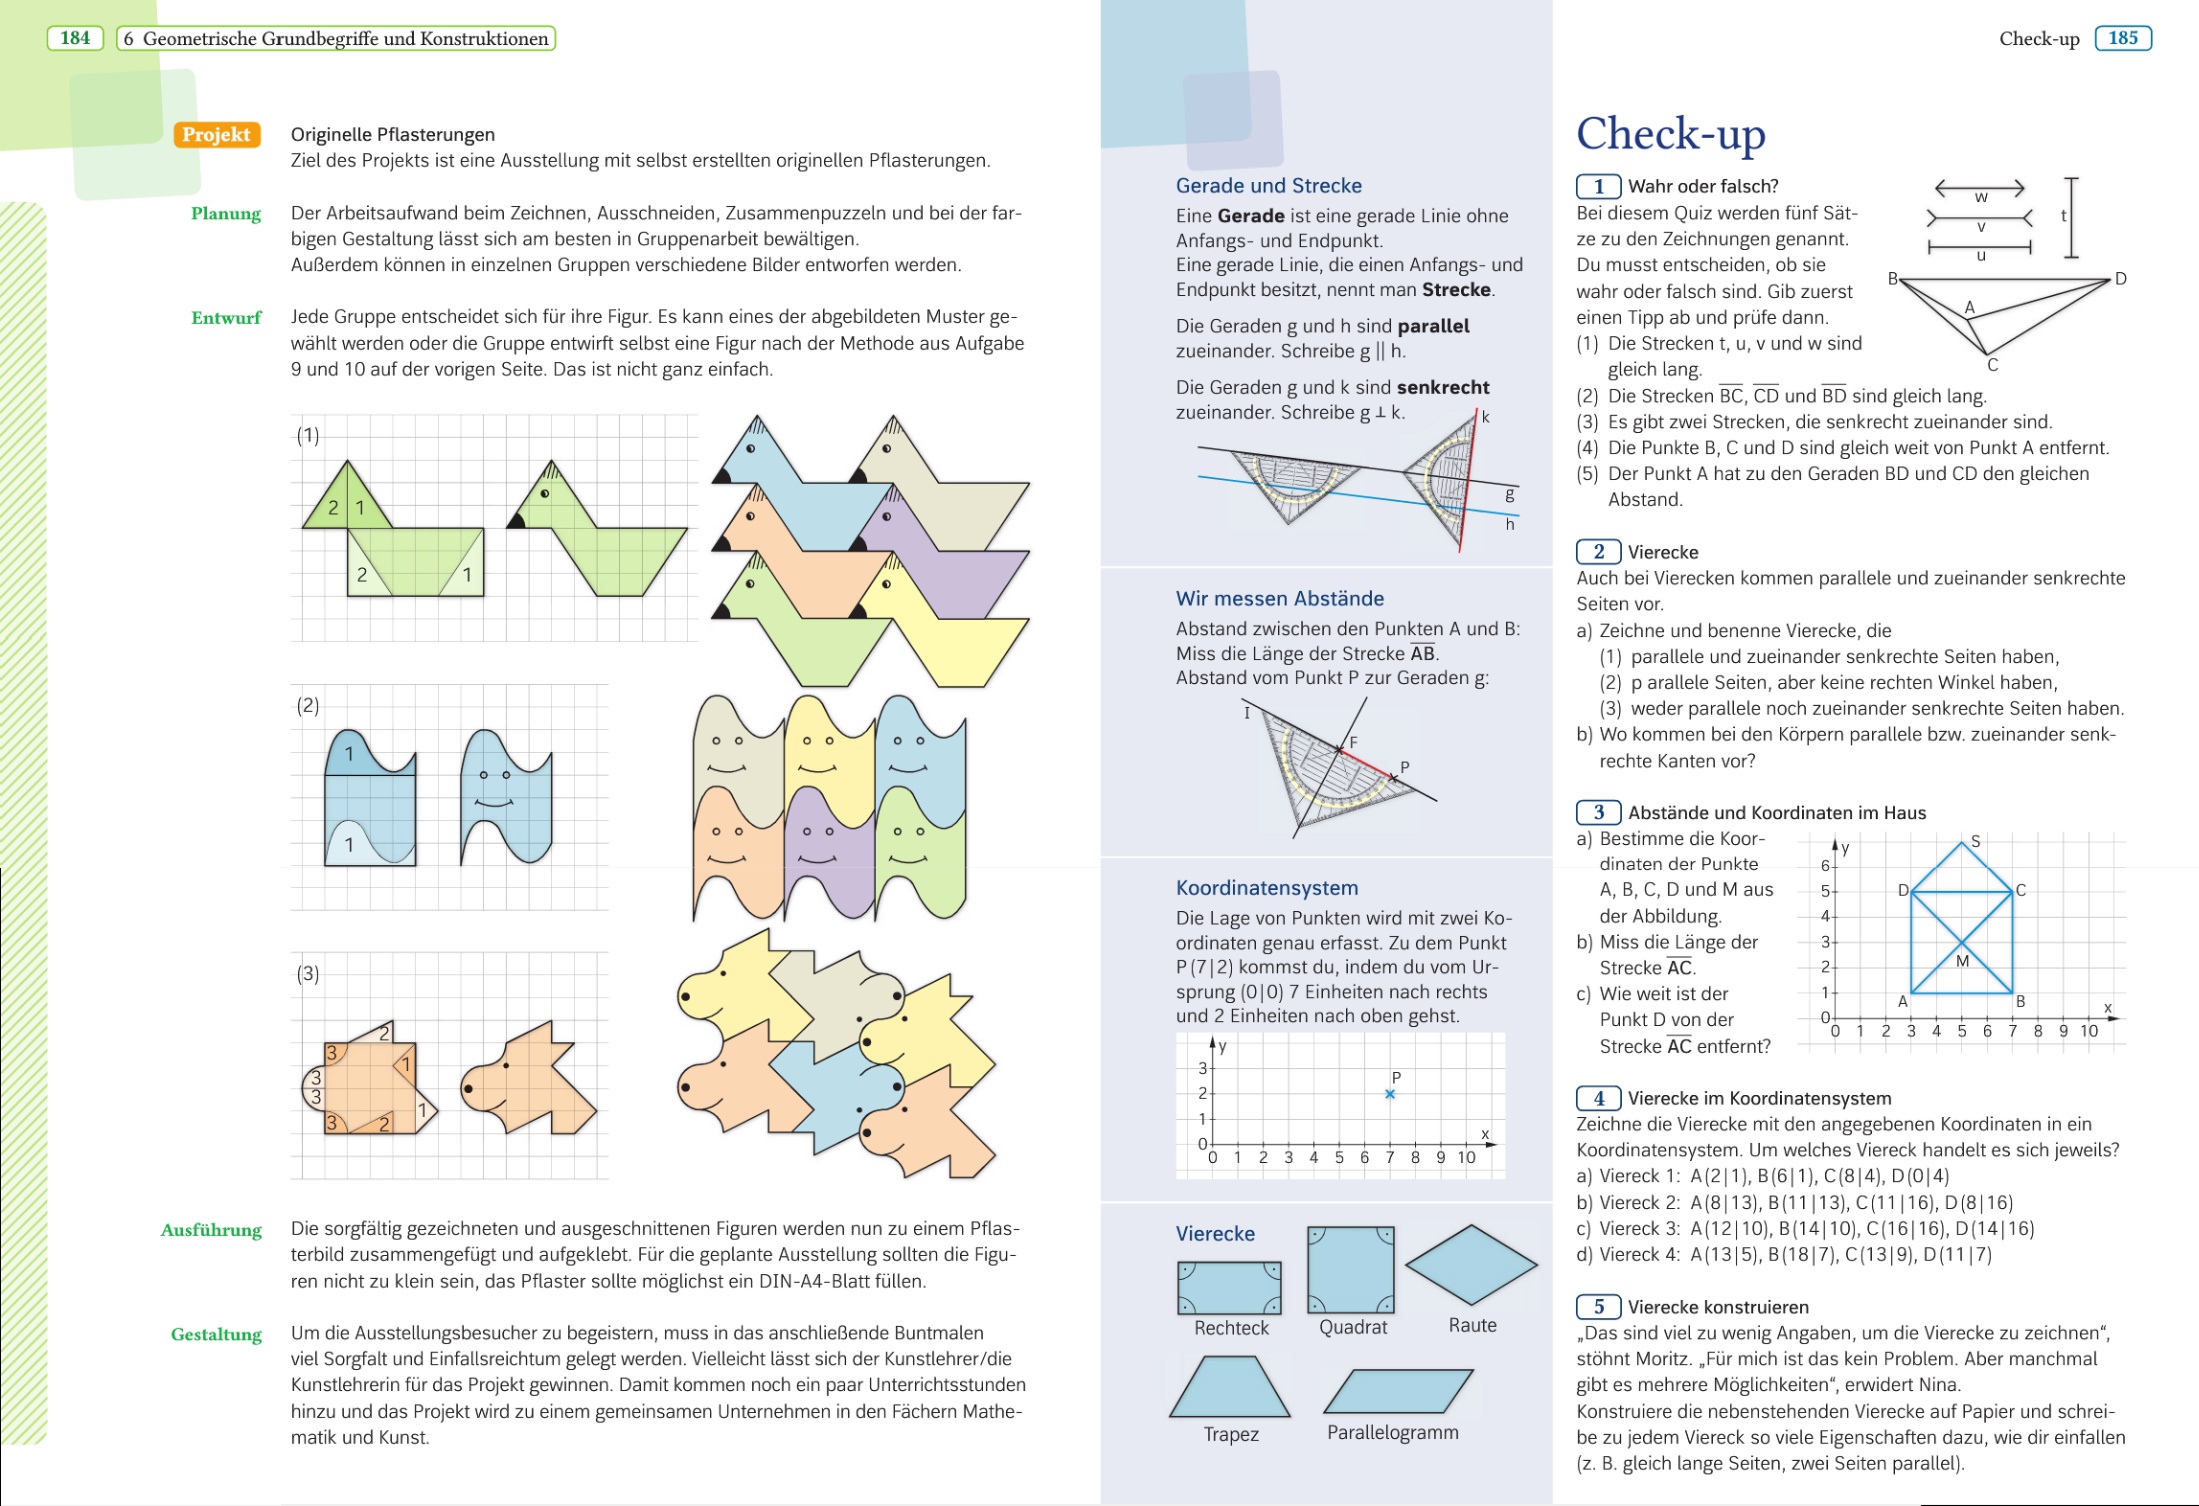 184
6 Geometrische Grundbegriffe und Konstruktionen
Projekt
Originelle Pflasterungen
Ziel des Projekts ist eine Ausstellung mit selbst erstellten originellen Pflasterungen.
Planung
Der Arbeitsaufwand beim Zeichnen, Ausschneiden, Zusammenpuzzeln und bei der far-
bigen Gestaltung lässt sich am besten in Gruppenarbeit bewältigen.
Außerdem können in einzelnen Gruppen verschiedene Bilder entworfen werden.
Entwurf
Jede Gruppe entscheidet sich für ihre Figur. Es kann eines der abgebildeten Muster ge-
wählt werden oder die Gruppe entwirft selbst eine Figur nach der Methode aus Aufgabe
9 und 10 auf der vorigen Seite. Das ist nicht ganz einfach.
(1)
2 1
2 1
(2)
1
1
(3)
2
3 1
3
3 1
3 2
Ausführung
Die sorgfältig gezeichneten und ausgeschnittenen Figuren werden nun zu einem Pflas-
terbild zusammengefügt und aufgeklebt. Für die geplante Ausstellung sollten die Figu-
ren nicht zu klein sein, das Pflaster sollte möglichst ein DIN-A4-Blatt füllen.
Gestaltung
Um die Ausstellungsbesucher zu begeistern, muss in das anschließende Buntmalen
viel Sorgfalt und Einfallsreichtum gelegt werden. Vielleicht lässt sich der Kunstlehrer/die
Kunstlehrerin für das Projekt gewinnen. Damit kommen noch ein paar Unterrichtsstunden
hinzu und das Projekt wird zu einem gemeinsamen Unternehmen in den Fächern Mathe-
matik und Kunst.
Gerade und Strecke
Eine Gerade ist eine gerade Linie ohne
Anfangs- und Endpunkt.
Eine gerade Linie, die einen Anfangs- und
Endpunkt besitzt, nennt man Strecke.
Die Geraden g und h sind parallel
zueinander. Schreibe g || h.
Die Geraden g und k sind senkrecht
zueinander. Schreibe g ⊥ k.
k
g
h
Wir messen Abstände
Abstand zwischen den Punkten A und B:
Miss die Länge der Strecke A̅B̅.
Abstand vom Punkt P zur Geraden g:
I
F
P
Koordinatensystem
Die Lage von Punkten wird mit zwei Ko-
ordinaten genau erfasst. Zu dem Punkt
P(7|2) kommst du, indem du vom Ur-
sprung (0|0) 7 Einheiten nach rechts
und 2 Einheiten nach oben gehst.
y
3
2
1
0
P
x
0 1 2 3 4 5 6 7 8 9 10
Vierecke
Rechteck
Quadrat
Raute
Trapez
Parallelogramm
Check-up 185
Check-up
1 Wahr oder falsch?
Bei diesem Quiz werden fünf Sät-
ze zu den Zeichnungen genannt.
Du musst entscheiden, ob sie
wahr oder falsch sind. Gib zuerst
einen Tipp ab und prüfe dann.
w
v
u
t
B
D
A
C
(1) Die Strecken t, u, v und w sind
gleich lang.
(2) Die Strecken B̅C̅, C̅D̅ und B̅D̅ sind gleich lang.
(3) Es gibt zwei Strecken, die senkrecht zueinander sind.
(4) Die Punkte B, C und D sind gleich weit von Punkt A entfernt.
(5) Der Punkt A hat zu den Geraden BD und CD den gleichen
Abstand.
2 Vierecke
Auch bei Vierecken kommen parallele und zueinander senkrechte
Seiten vor.
a) Zeichne und benenne Vierecke, die
(1) parallele und zueinander senkrechte Seiten haben,
(2) p arallele Seiten, aber keine rechten Winkel haben,
(3) weder parallele noch zueinander senkrechte Seiten haben.
b) Wo kommen bei den Körpern parallele bzw. zueinander senk-
rechte Kanten vor?
3 Abstände und Koordinaten im Haus
a) Bestimme die Koor-
dinaten der Punkte
A, B, C, D und M aus
der Abbildung.
b) Miss die Länge der
Strecke A̅C̅.
c) Wie weit ist der
Punkt D von der
Strecke A̅C̅ entfernt?
y
S
6
5
4
3
2
1
0
D
C
M
A
B
x
0 1 2 3 4 5 6 7 8 9 10
4 Vierecke im Koordinatensystem
Zeichne die Vierecke mit den angegebenen Koordinaten in ein
Koordinatensystem. Um welches Viereck handelt es sich jeweils?
a) Viereck 1: A(2|1), B(6|1), C(8|4), D(0|4)
b) Viereck 2: A(8|13), B(11|13), C(11|16), D(8|16)
c) Viereck 3: A(12|10), B(14|10), C(16|16), D(14|16)
d) Viereck 4: A(13|5), B(18|7), C(13|9), D(11|7)
5 Vierecke konstruieren
„Das sind viel zu wenig Angaben, um die Vierecke zu zeichnen“,
stöhnt Moritz. „Für mich ist das kein Problem. Aber manchmal
gibt es mehrere Möglichkeiten“, erwidert Nina.
Konstruiere die nebenstehenden Vierecke auf Papier und schrei-
be zu jedem Viereck so viele Eigenschaften dazu, wie dir einfallen
(z. B. gleich lange Seiten, zwei Seiten parallel).